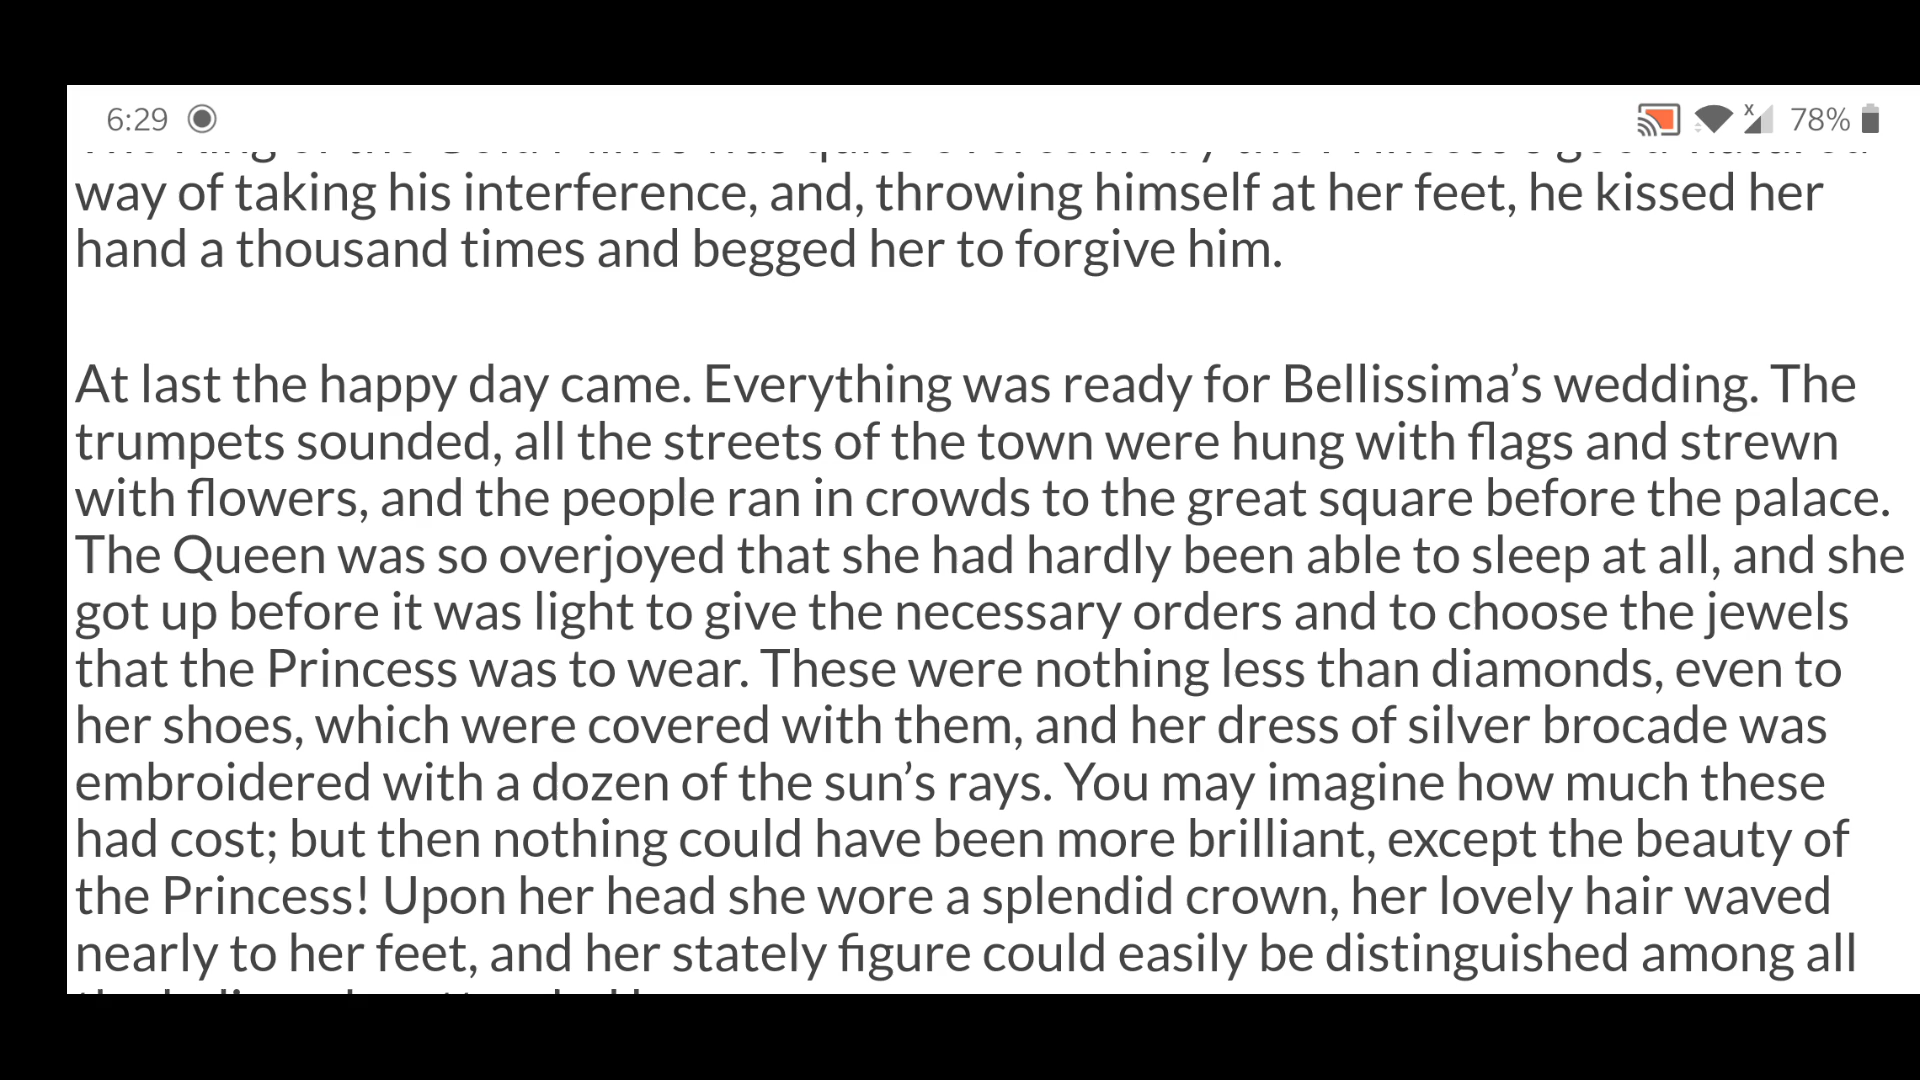 6:29 78%
way of taking his interference, and, throwing himself at her feet, he kissed her
hand a thousand times and begged her to forgive him.
At last the happy day came. Everything was ready for Bellissima’s wedding. The
trumpets sounded, all the streets of the town were hung with flags and strewn
with flowers, and the people ran in crowds to the great square before the palace.
The Queen was so overjoyed that she had hardly been able to sleep at all, and she
got up before it was light to give the necessary orders and to choose the jewels
that the Princess was to wear. These were nothing less than diamonds, even to
her shoes, which were covered with them, and her dress of silver brocade was
embroidered with a dozen of the sun’s rays. You may imagine how much these
had cost; but then nothing could have been more brilliant, except the beauty of
the Princess! Upon her head she wore a splendid crown, her lovely hair waved
nearly to her feet, and her stately figure could easily be distinguished among all